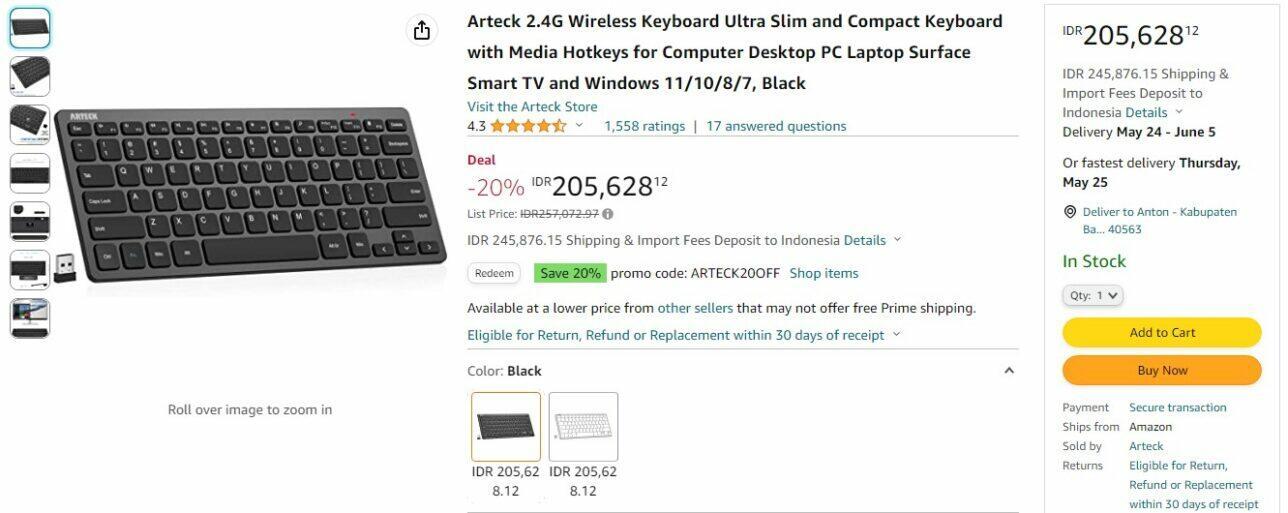 ARTECK
Roll over image to zoom in
Arteck 2.4G Wireless Keyboard Ultra Slim and Compact Keyboard
with Media Hotkeys for Computer Desktop PC Laptop Surface
Smart TV and Windows 11/10/8/7, Black
Visit the Arteck Store
4.3 1,558 ratings | 17 answered questions
Deal
-20% IDR205,628 12
List Price: IDR257,072.97
IDR 245,876.15 Shipping & Import Fees Deposit to Indonesia Details
Redeem Save 20% promo code: ARTECK20OFF Shop items
Available at a lower price from other sellers that may not offer free Prime shipping.
Eligible for Return, Refund or Replacement within 30 days of receipt
Color: Black
IDR 205,62 IDR 205,62
8.12 8.12
IDR205,628 12
IDR 245,876.15 Shipping &
Import Fees Deposit to
Indonesia Details
Delivery May 24 - June 5
Or fastest delivery Thursday,
May 25
Deliver to Anton - Kabupaten
Ba... 40563
In Stock
Qty: 1
Add to Cart
Buy Now
Payment Secure transaction
Ships from Amazon
Sold by Arteck
Returns Eligible for Return,
Refund or Replacement
within 30 days of receipt